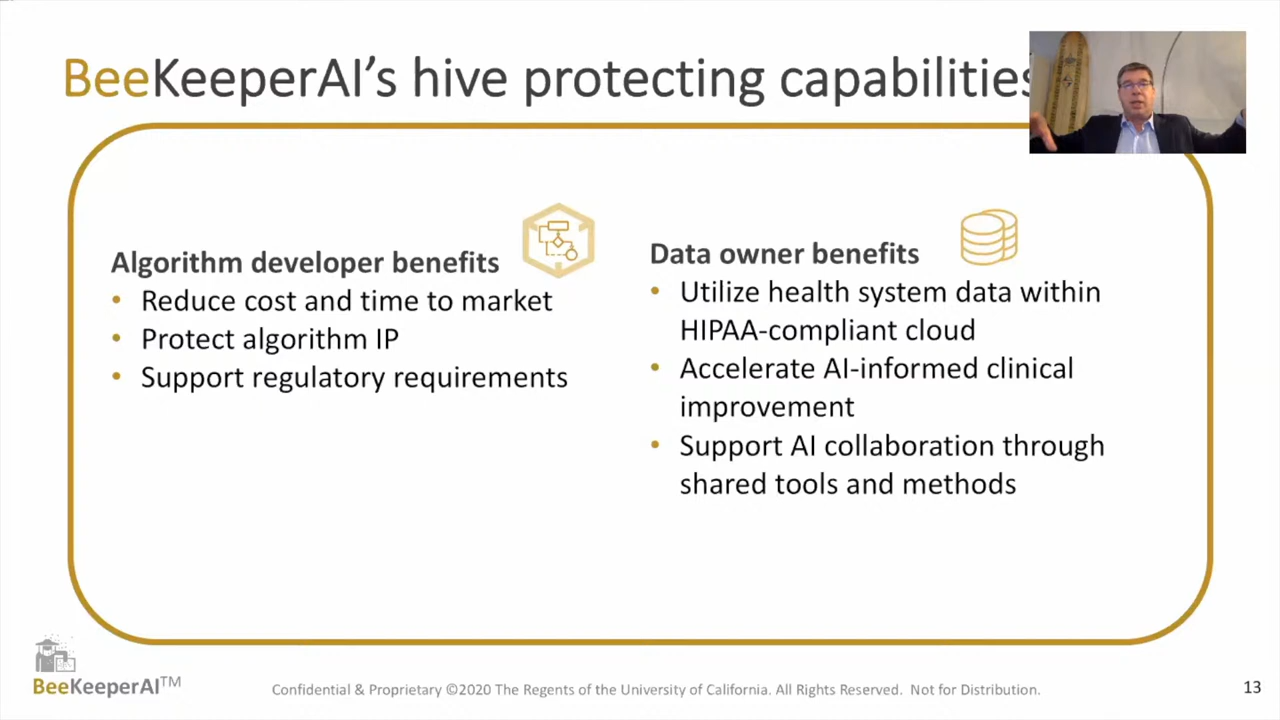 BeeKeeperAI’s hive protecting capabilities
Algorithm developer benefits
• Reduce cost and time to market
• Protect algorithm IP
• Support regulatory requirements
Data owner benefits
• Utilize health system data within
HIPAA-compliant cloud
• Accelerate AI-informed clinical
improvement
• Support AI collaboration through
shared tools and methods
BeeKeeperAI™
Confidential & Proprietary ©2020 The Regents of the University of California. All Rights Reserved. Not for Distribution.
13